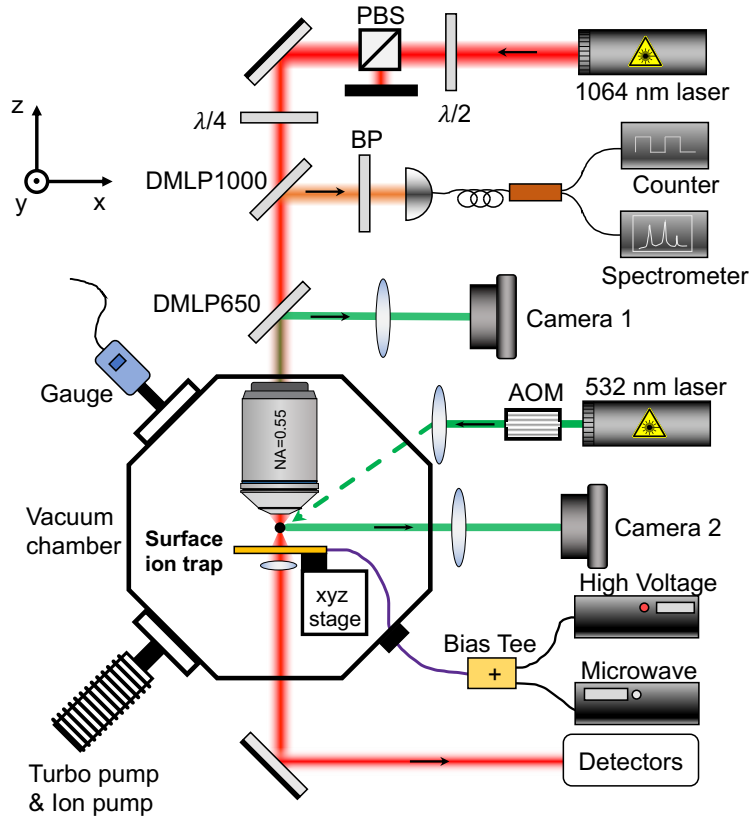 PBS
1064 nm laser
λ/2
λ/4
z
y
x
BP
DMLP1000
Counter
Spectrometer
DMLP650
Camera 1
Gauge
NA=0.55
AOM
532 nm laser
Vacuum
chamber
Surface
ion trap
Camera 2
xyz
stage
High Voltage
Bias Tee
+
Microwave
Turbo pump
& Ion pump
Detectors